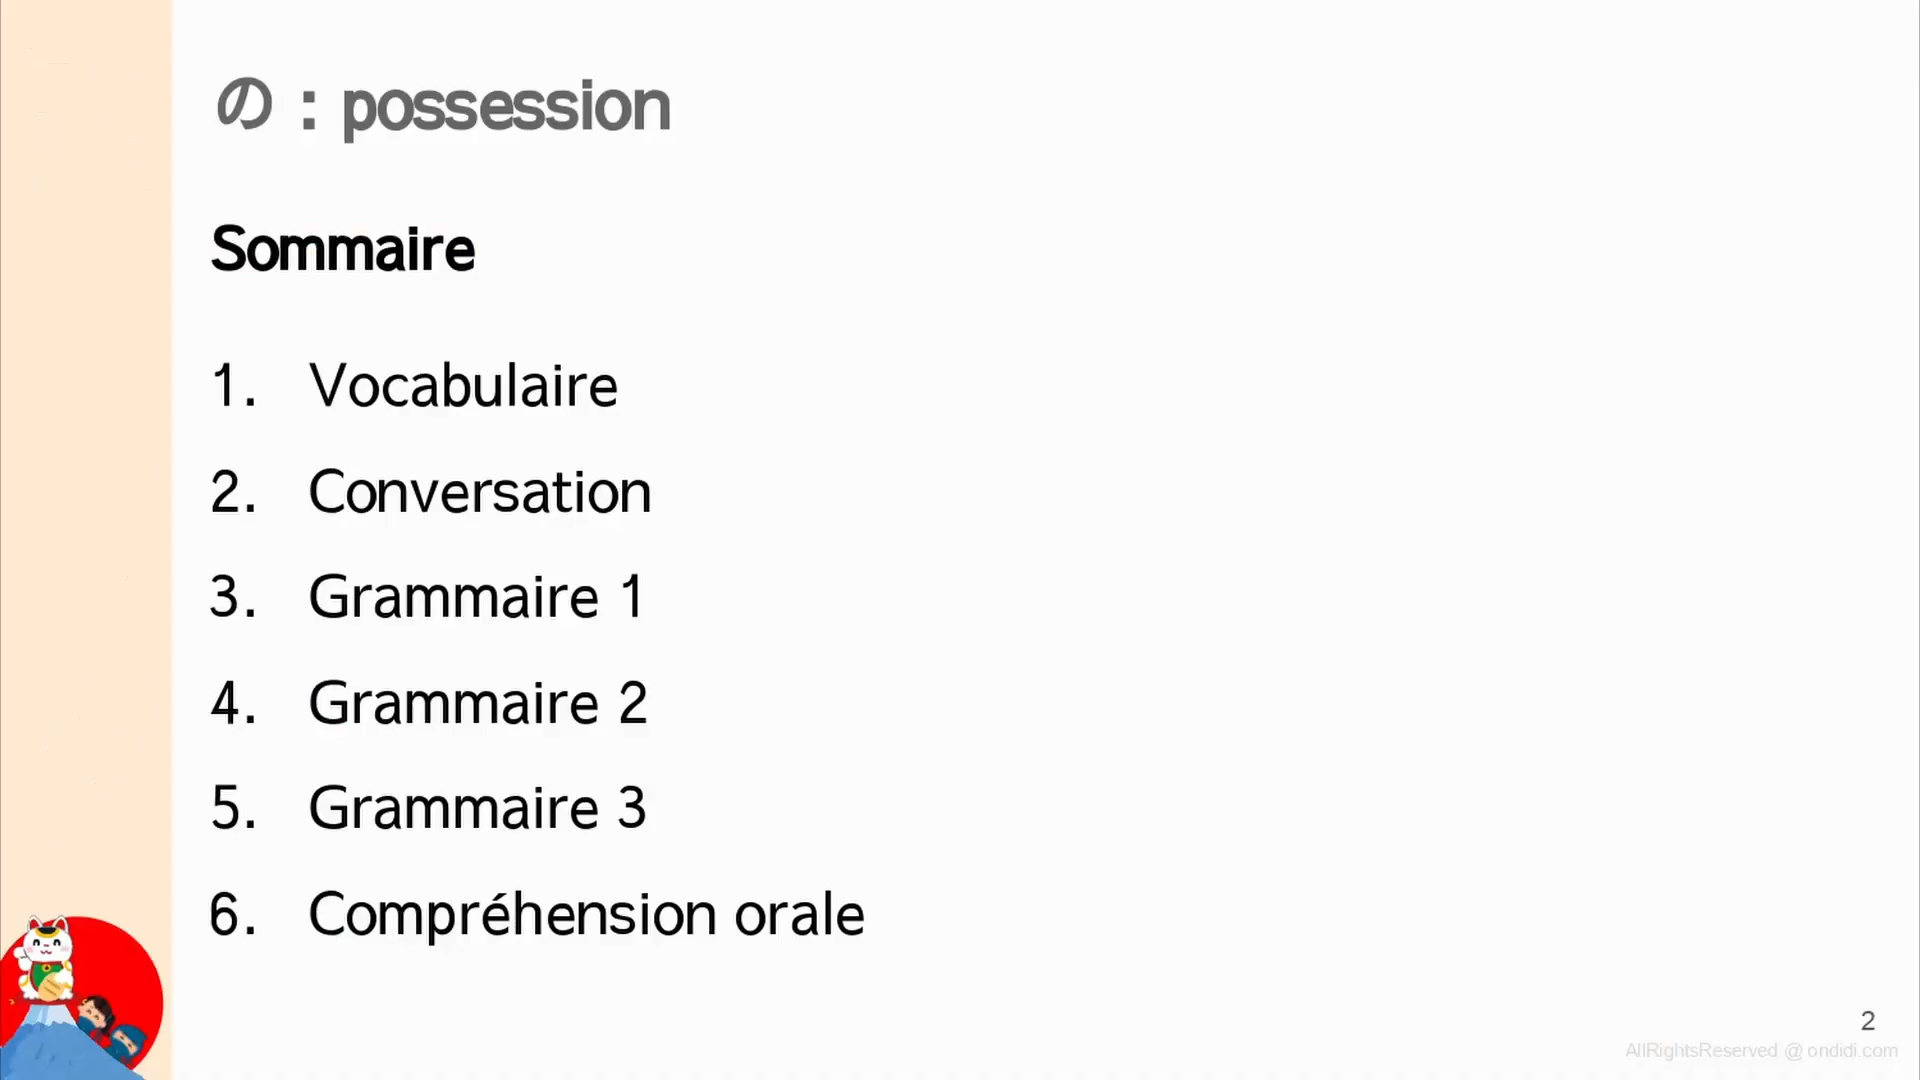 の : possession
Sommaire
1. Vocabulaire
2. Conversation
3. Grammaire 1
4. Grammaire 2
5. Grammaire 3
6. Compréhension orale
2
AllRightsReserved @ ondidi.com